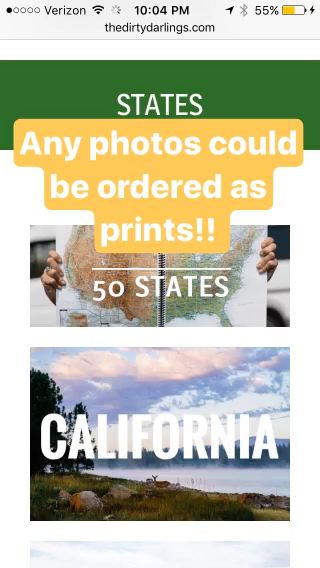 Verizon 10:04 PM 55%
thedirtydarlings.com
STATES
Any photos could
be ordered as
prints!!
50 STATES
CALIFORNIA